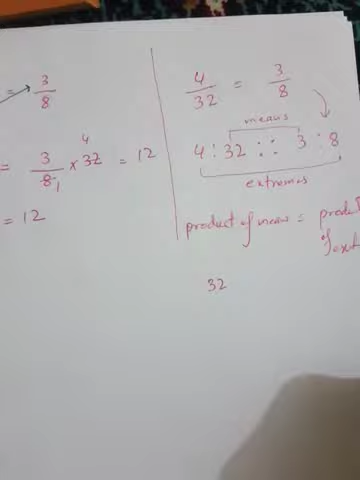 = 3/8
= 3/8 1 × 32 4 = 12
= 12
4/32 = 3/8
means
4 : 32 :: 3 : 8
extremes
product of means = produ
of ext
32